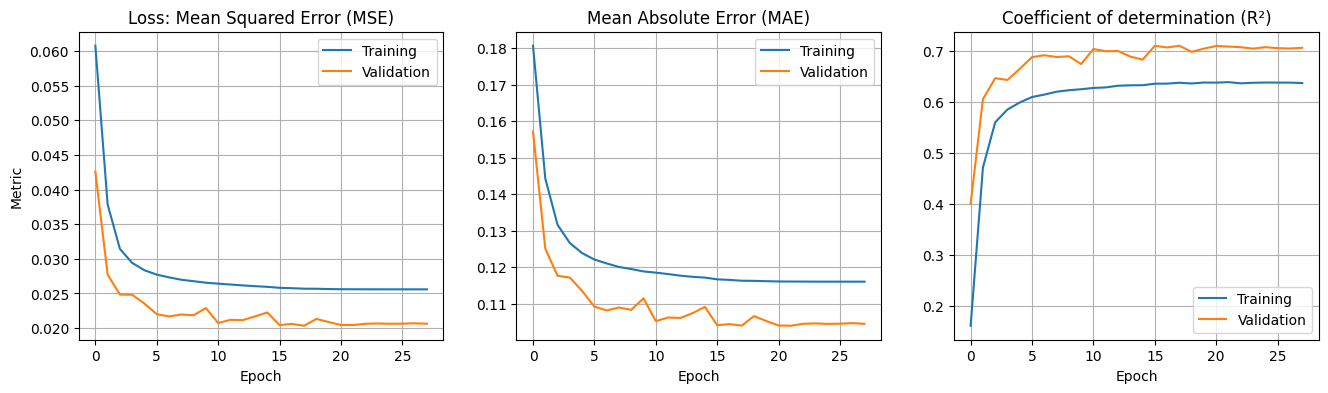 Loss: Mean Squared Error (MSE)
Metric
0.060
0.055
0.050
0.045
0.040
0.035
0.030
0.025
0.020
0 5 10 15 20 25
Epoch
Training
Validation
Mean Absolute Error (MAE)
0.18
0.17
0.16
0.15
0.14
0.13
0.12
0.11
0 5 10 15 20 25
Epoch
Training
Validation
Coefficient of determination (R²)
0.7
0.6
0.5
0.4
0.3
0.2
0 5 10 15 20 25
Epoch
Training
Validation